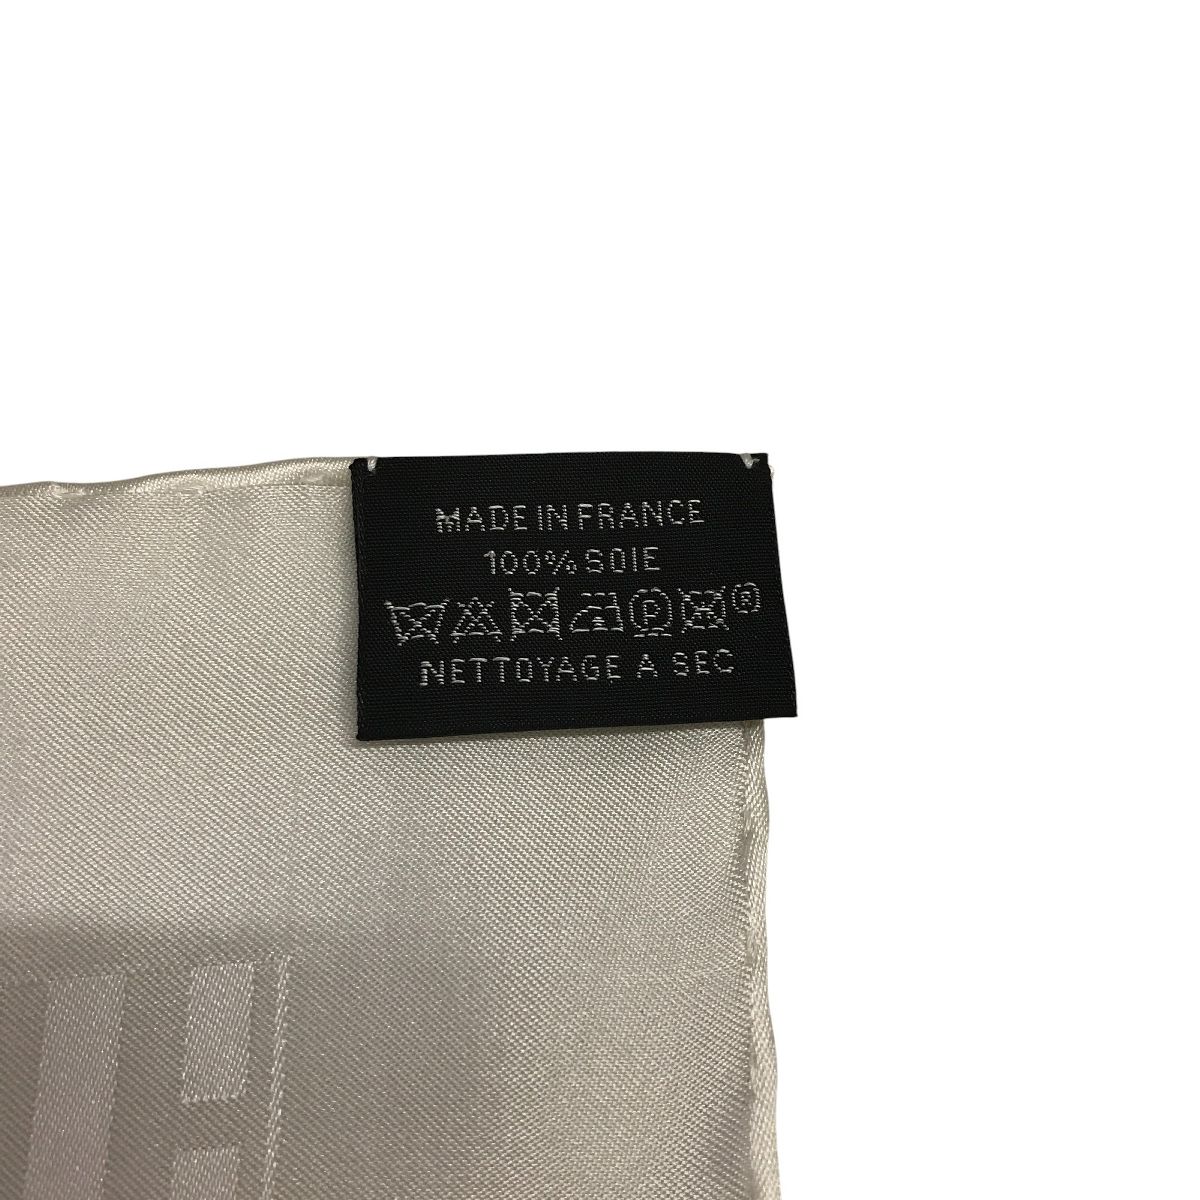 MADE IN FRANCE
100% SOIE
P ®
NETTOYAGE A SEC